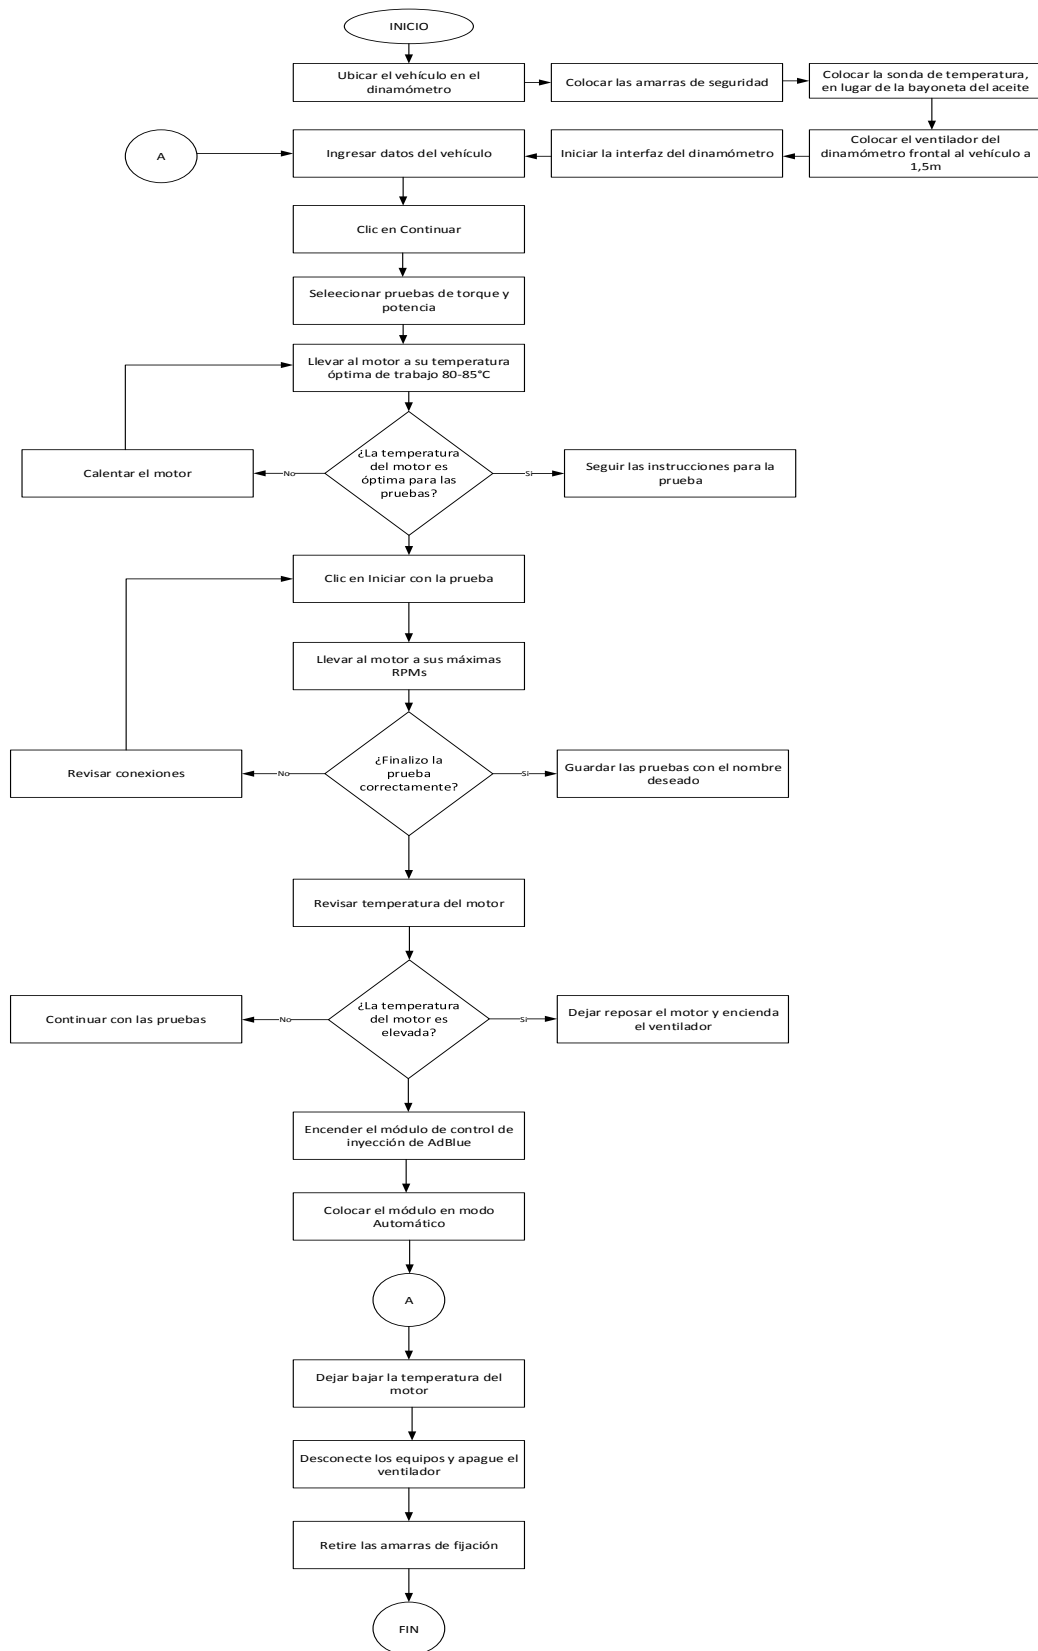 INICIO
Ubicar el vehículo en el
dinamómetro
Colocar las amarras de seguridad
Colocar la sonda de temperatura,
en lugar de la bayoneta del aceite
A
Ingresar datos del vehículo
Iniciar la interfaz del dinamómetro
Colocar el ventilador del
dinamómetro frontal al vehículo a
1,5m
Clic en Continuar
Seleecionar pruebas de torque y
potencia
Llevar al motor a su temperatura
óptima de trabajo 80-85°C
Calentar el motor
No
¿La temperatura
del motor es
óptima para las
pruebas?
Si
Seguir las instrucciones para la
prueba
Clic en Iniciar con la prueba
Llevar al motor a sus máximas
RPMs
Revisar conexiones
No
¿Finalizo la
prueba
correctamente?
Si
Guardar las pruebas con el nombre
deseado
Revisar temperatura del motor
Continuar con las pruebas
No
¿La temperatura
del motor es
elevada?
Si
Dejar reposar el motor y encienda
el ventilador
Encender el módulo de control de
inyección de AdBlue
Colocar el módulo en modo
Automático
A
Dejar bajar la temperatura del
motor
Desconecte los equipos y apague el
ventilador
Retire las amarras de fijación
FIN